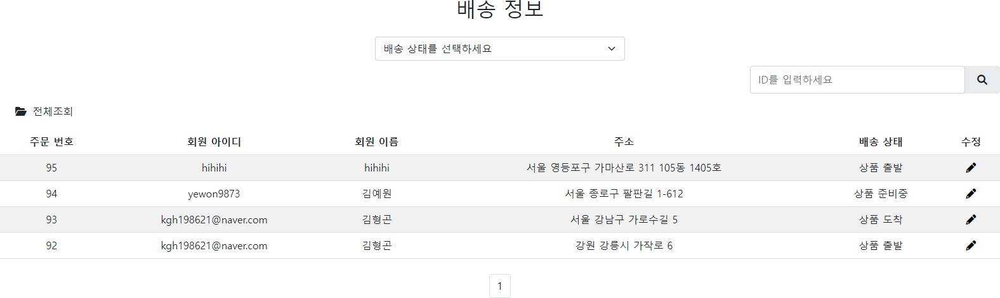 배송 정보
배송 상태를 선택하세요
ID를 입력하세요
전체조회
주문 번호 회원 아이디 회원 이름 주소 배송 상태 수정
95 hihihi hihihi 서울 영등포구 가마산로 311 105동 1405호 상품 출발
94 yewon9873 김예원 서울 종로구 팔판길 1-612 상품 준비중
93 kgh198621@naver.com 김형곤 서울 강남구 가로수길 5 상품 도착
92 kgh198621@naver.com 김형곤 강원 강릉시 가작로 6 상품 출발
1